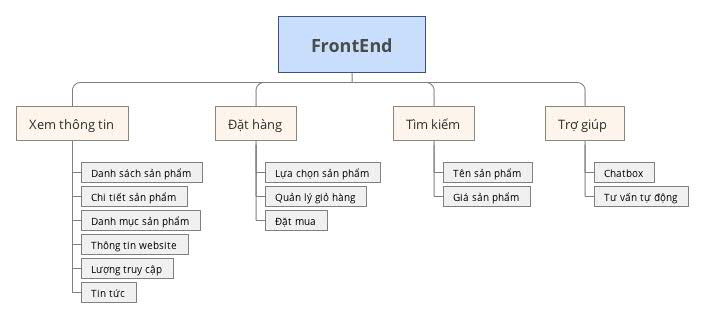 FrontEnd
Xem thông tin
Danh sách sản phẩm
Chi tiết sản phẩm
Danh mục sản phẩm
Thông tin website
Lượng truy cập
Tin tức
Đặt hàng
Lựa chọn sản phẩm
Quản lý giỏ hàng
Đặt mua
Tìm kiếm
Tên sản phẩm
Giá sản phẩm
Trợ giúp
Chatbox
Tư vấn tự động